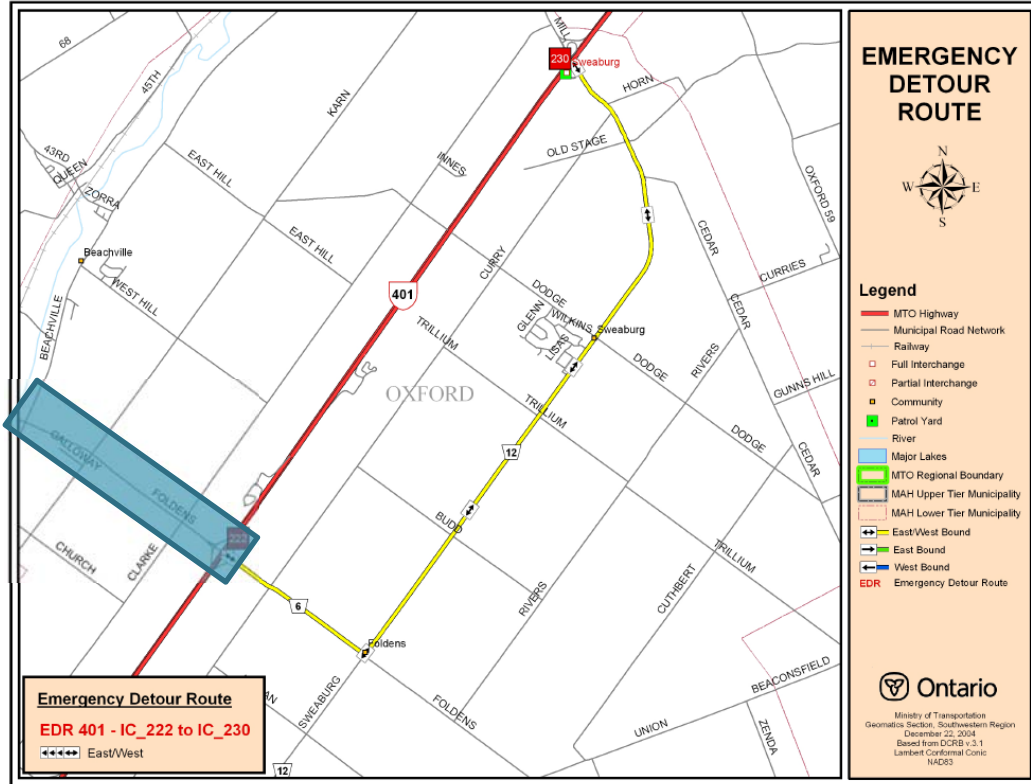 68
45TH
43RD
QUEEN
ZORRA
Beachville
BEACHVILLE
KARN
EAST HILL
EAST HILL
WEST HILL
INNES
MILL
230
Sweaburg
HORN
OLD STAGE
OXFORD 59
CEDAR
CURRIES
CEDAR
401
CURRY
DODGE
GLENN
WILKINS
LISAS
Sweaburg
DODGE
RIVERS
GUNNS HILL
TRILLIUM
OXFORD
TRILLIUM
DODGE
CEDAR
12
GALLOWAY
FOLDENS
222
CHURCH
CLARKE
BUDD
TRILLIUM
6
RIVERS
CUTHBERT
Foldens
SWEABURG
FOLDENS
BEACONSFIELD
UNION
ZENDA
12
Emergency Detour Route
EDR 401 - IC_222 to IC_230
East/West
EMERGENCY
DETOUR
ROUTE
N
W E
S
Legend
MTO Highway
Municipal Road Network
Railway
Full Interchange
Partial Interchange
Community
Patrol Yard
River
Major Lakes
MTO Regional Boundary
MAH Upper Tier Municipality
MAH Lower Tier Municipality
East/West Bound
East Bound
West Bound
EDR Emergency Detour Route
Ontario
Ministry of Transportation
Geomatics Section, Southwestern Region
December 22, 2004
Based from DCRB v.3.1
Lambert Conformal Conic
NAD83